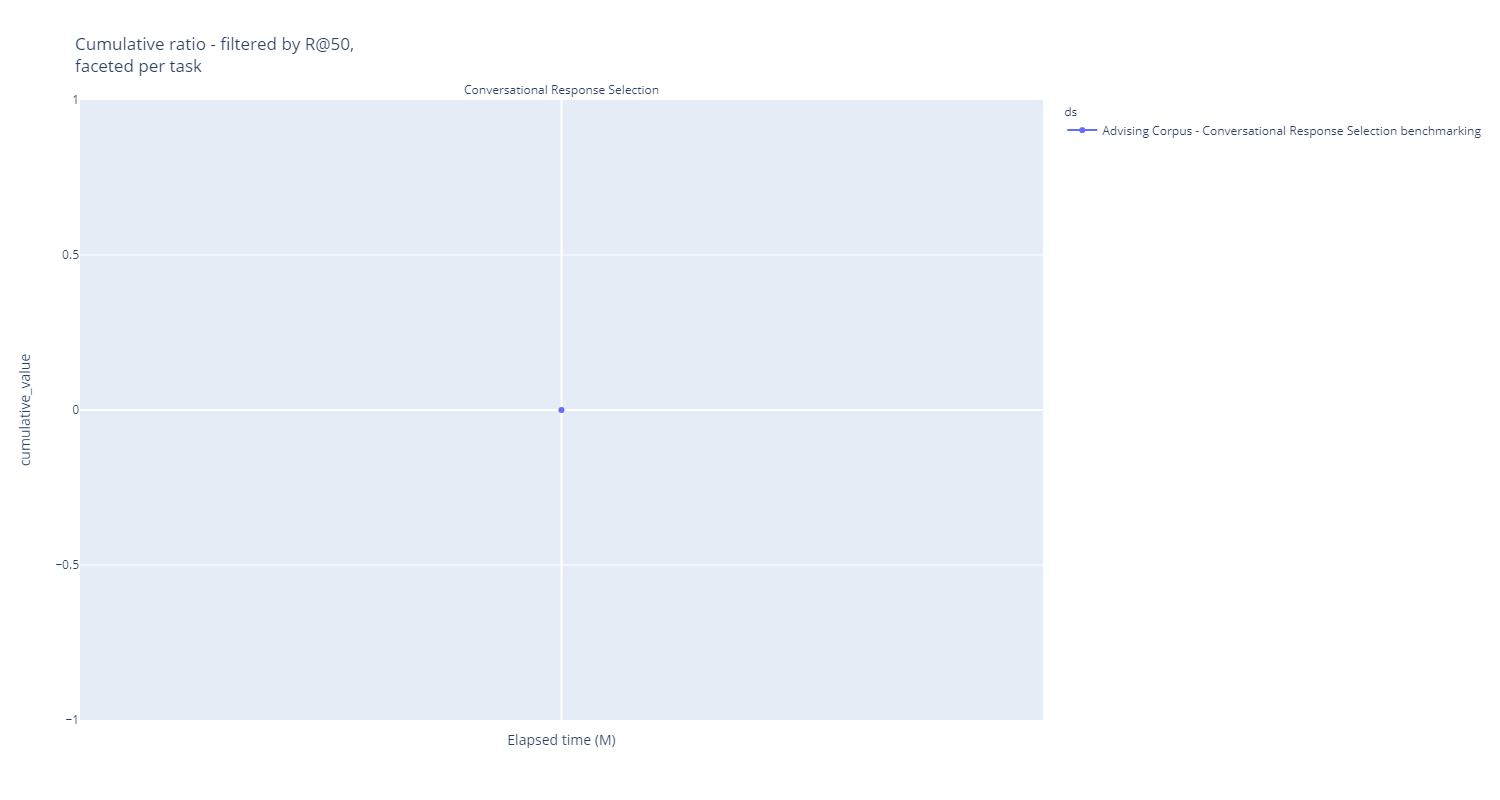 Cumulative ratio - filtered by R@50,
faceted per task
Conversational Response Selection
1
0.5
0
−0.5
−1
cumulative_value
Elapsed time (M)
ds
Advising Corpus - Conversational Response Selection benchmarking